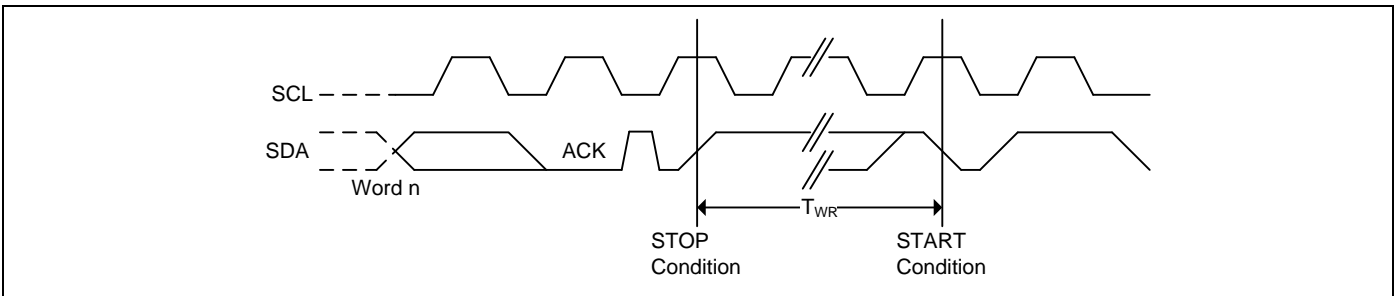 SCL
SDA
ACK
Word n
TWR
STOP
Condition
START
Condition